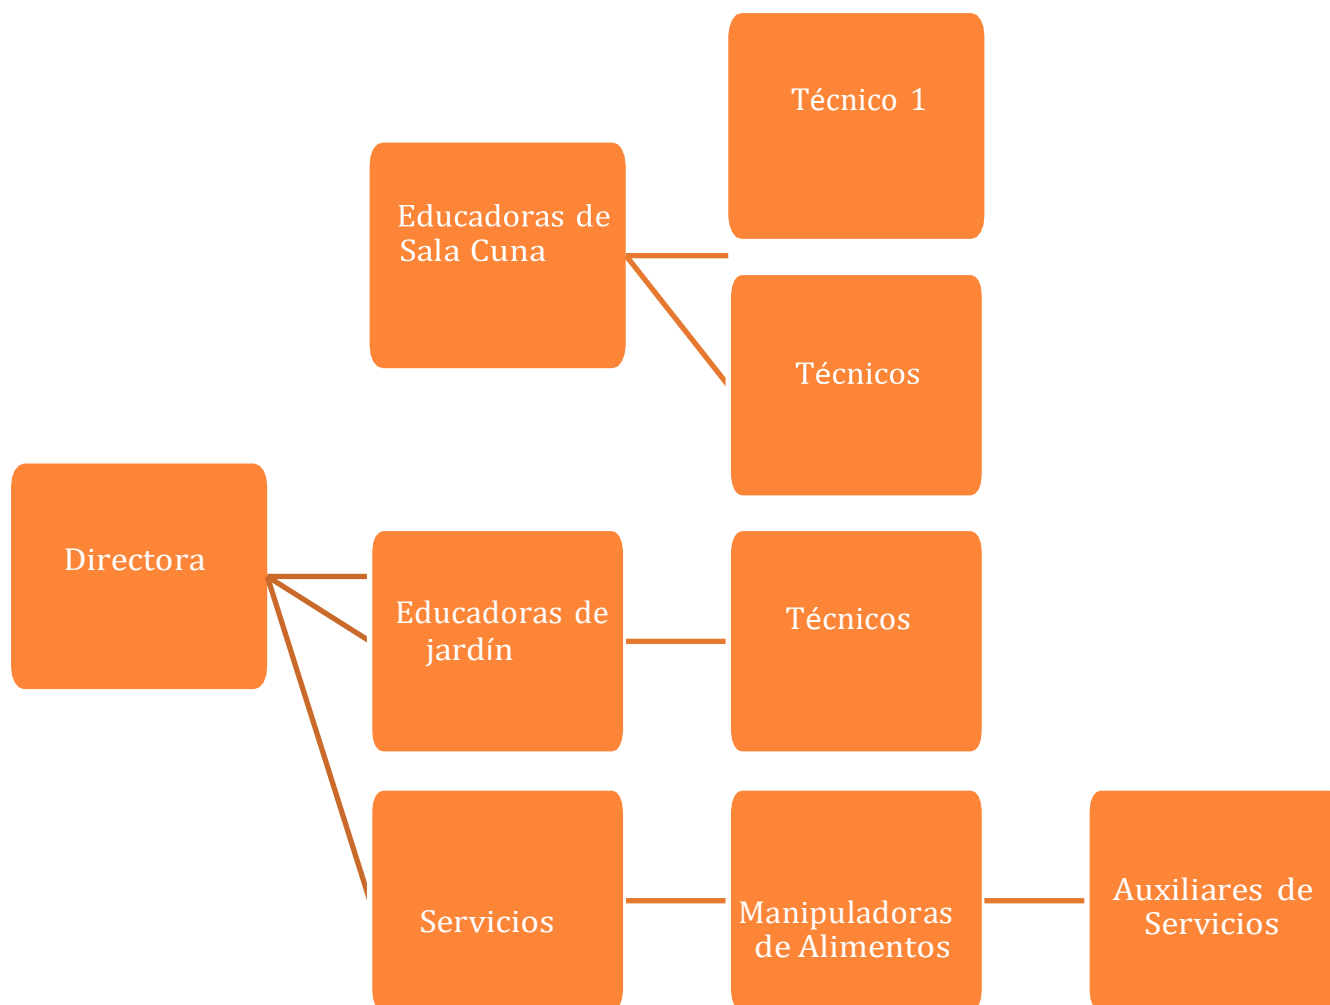 Técnico 1
Educadoras de
Sala Cuna
Técnicos
Directora
Educadoras de
jardín
Técnicos
Servicios
Manipuladoras
de Alimentos
Auxiliares de
Servicios